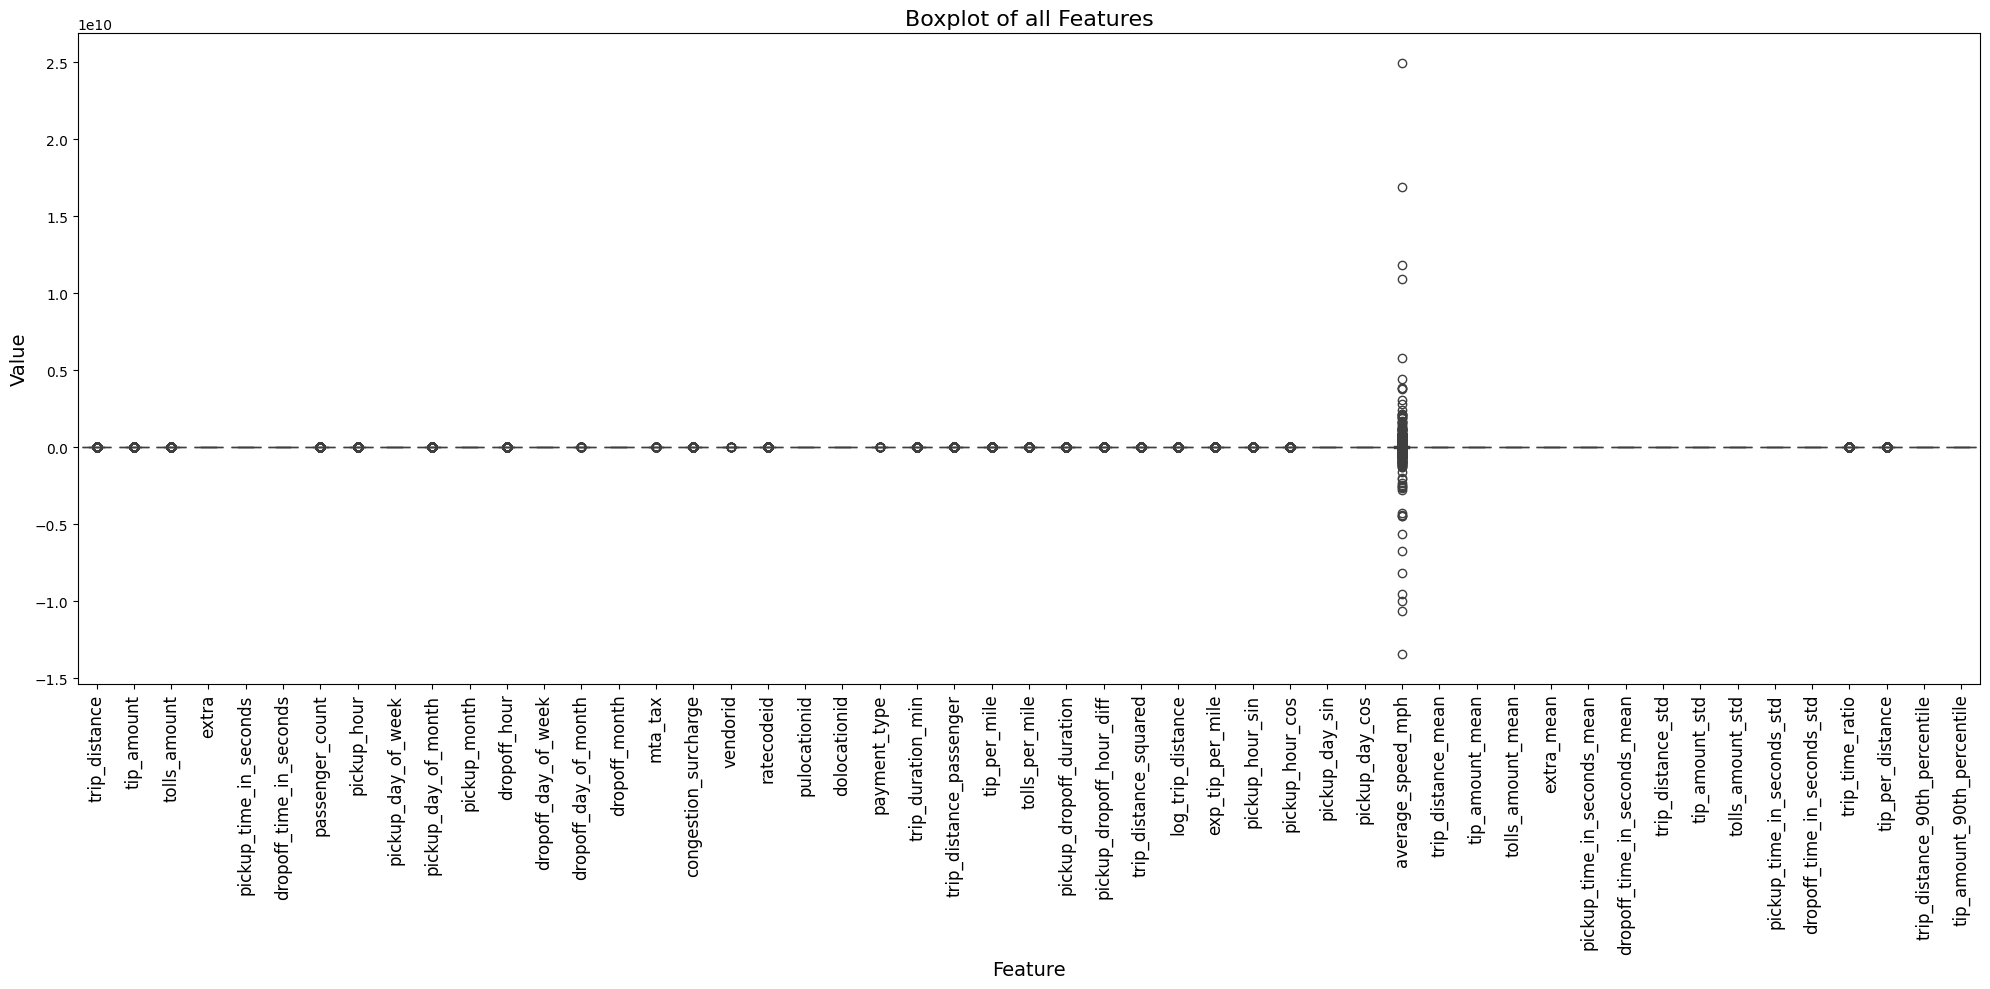 Boxplot of all Features
1e10
2.5
2.0
1.5
1.0
0.5
0.0
−0.5
−1.0
−1.5
Value
trip_distance
tip_amount
tolls_amount
extra
pickup_time_in_seconds
dropoff_time_in_seconds
passenger_count
pickup_hour
pickup_day_of_week
pickup_day_of_month
pickup_month
dropoff_hour
dropoff_day_of_week
dropoff_day_of_month
dropoff_month
mta_tax
congestion_surcharge
vendorid
ratecodeid
pulocationid
dolocationid
payment_type
trip_duration_min
trip_distance_passenger
tip_per_mile
tolls_per_mile
pickup_dropoff_duration
pickup_dropoff_hour_diff
trip_distance_squared
log_trip_distance
exp_tip_per_mile
pickup_hour_sin
pickup_hour_cos
pickup_day_sin
pickup_day_cos
average_speed_mph
trip_distance_mean
tip_amount_mean
tolls_amount_mean
extra_mean
pickup_time_in_seconds_mean
dropoff_time_in_seconds_mean
trip_distance_std
tip_amount_std
tolls_amount_std
pickup_time_in_seconds_std
dropoff_time_in_seconds_std
trip_time_ratio
tip_per_distance
trip_distance_90th_percentile
tip_amount_90th_percentile
Feature